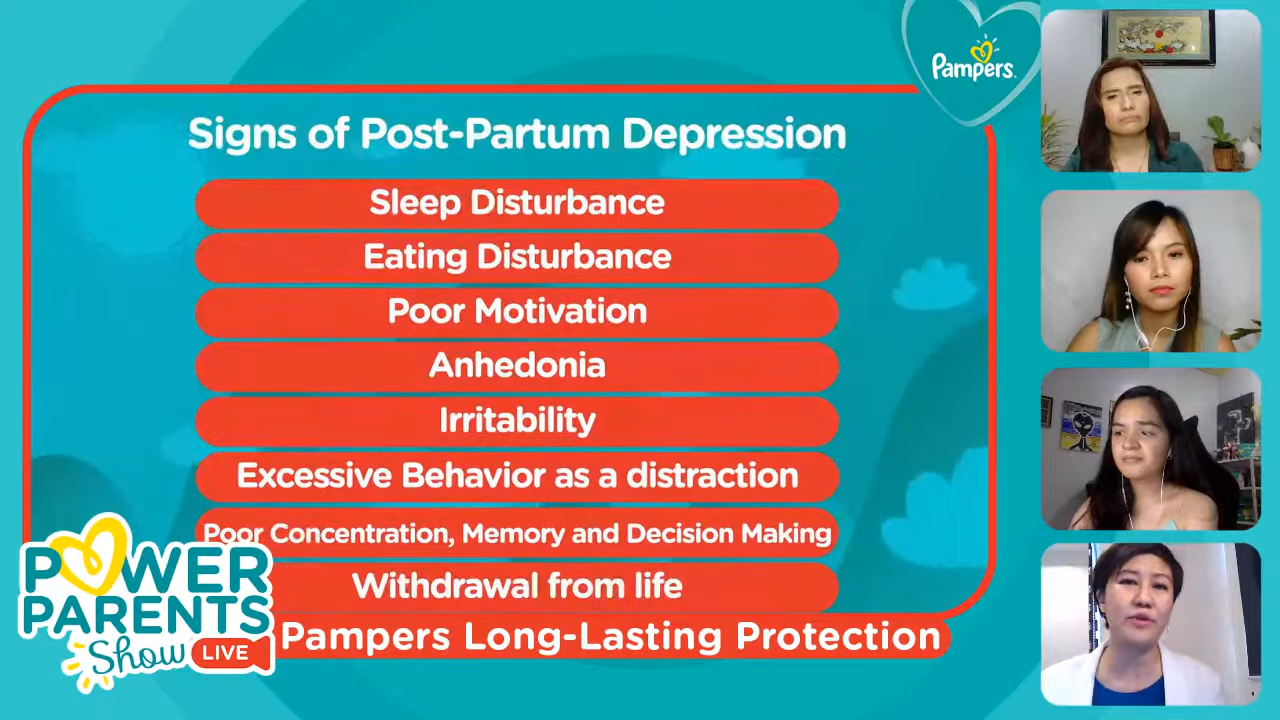 Pampers
Signs of Post-Partum Depression
Sleep Disturbance
Eating Disturbance
Poor Motivation
Anhedonia
Irritability
Excessive Behavior as a distraction
Poor Concentration, Memory and Decision Making
Withdrawal from life
Pampers Long-Lasting Protection
POWER
PARENTS
Show LIVE